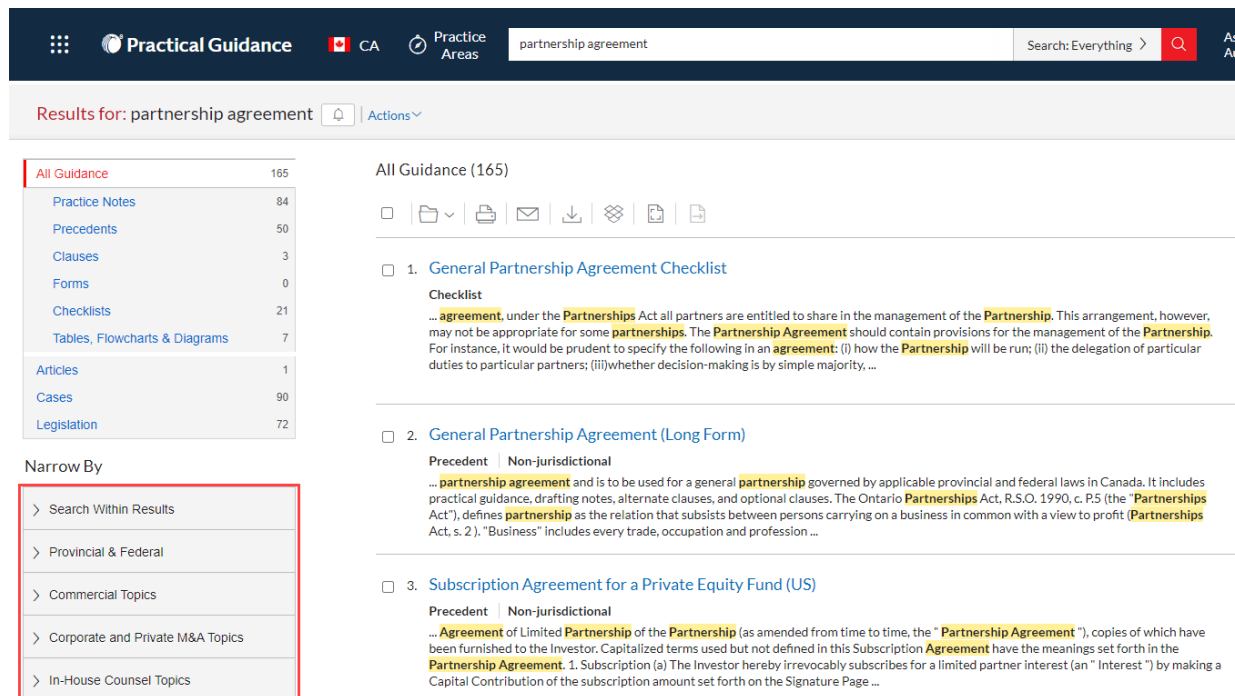 Practical Guidance
CA
Practice
Areas
partnership agreement
Search: Everything
Results for: partnership agreement
Actions
All Guidance 165
Practice Notes 84
Precedents 50
Clauses 3
Forms 0
Checklists 21
Tables, Flowcharts & Diagrams 7
Articles 1
Cases 90
Legislation 72
Narrow By
Search Within Results
Provincial & Federal
Commercial Topics
Corporate and Private M&A Topics
In-House Counsel Topics
All Guidance (165)
1. General Partnership Agreement Checklist
Checklist
... agreement, under the Partnerships Act all partners are entitled to share in the management of the Partnership. This arrangement, however,
may not be appropriate for some partnerships. The Partnership Agreement should contain provisions for the management of the Partnership.
For instance, it would be prudent to specify the following in an agreement: (i) how the Partnership will be run; (ii) the delegation of particular
duties to particular partners; (iii)whether decision-making is by simple majority, ...
2. General Partnership Agreement (Long Form)
Precedent Non-jurisdictional
... partnership agreement and is to be used for a general partnership governed by applicable provincial and federal laws in Canada. It includes
practical guidance, drafting notes, alternate clauses, and optional clauses. The Ontario Partnerships Act, R.S.O. 1990, c. P.5 (the "Partnerships
Act"), defines partnership as the relation that subsists between persons carrying on a business in common with a view to profit (Partnerships
Act, s. 2 ). "Business" includes every trade, occupation and profession ...
3. Subscription Agreement for a Private Equity Fund (US)
Precedent Non-jurisdictional
... Agreement of Limited Partnership of the Partnership (as amended from time to time, the " Partnership Agreement "), copies of which have
been furnished to the Investor. Capitalized terms used but not defined in this Subscription Agreement have the meanings set forth in the
Partnership Agreement. 1. Subscription (a) The Investor hereby irrevocably subscribes for a limited partner interest (an " Interest ") by making a
Capital Contribution of the subscription amount set forth on the Signature Page ...